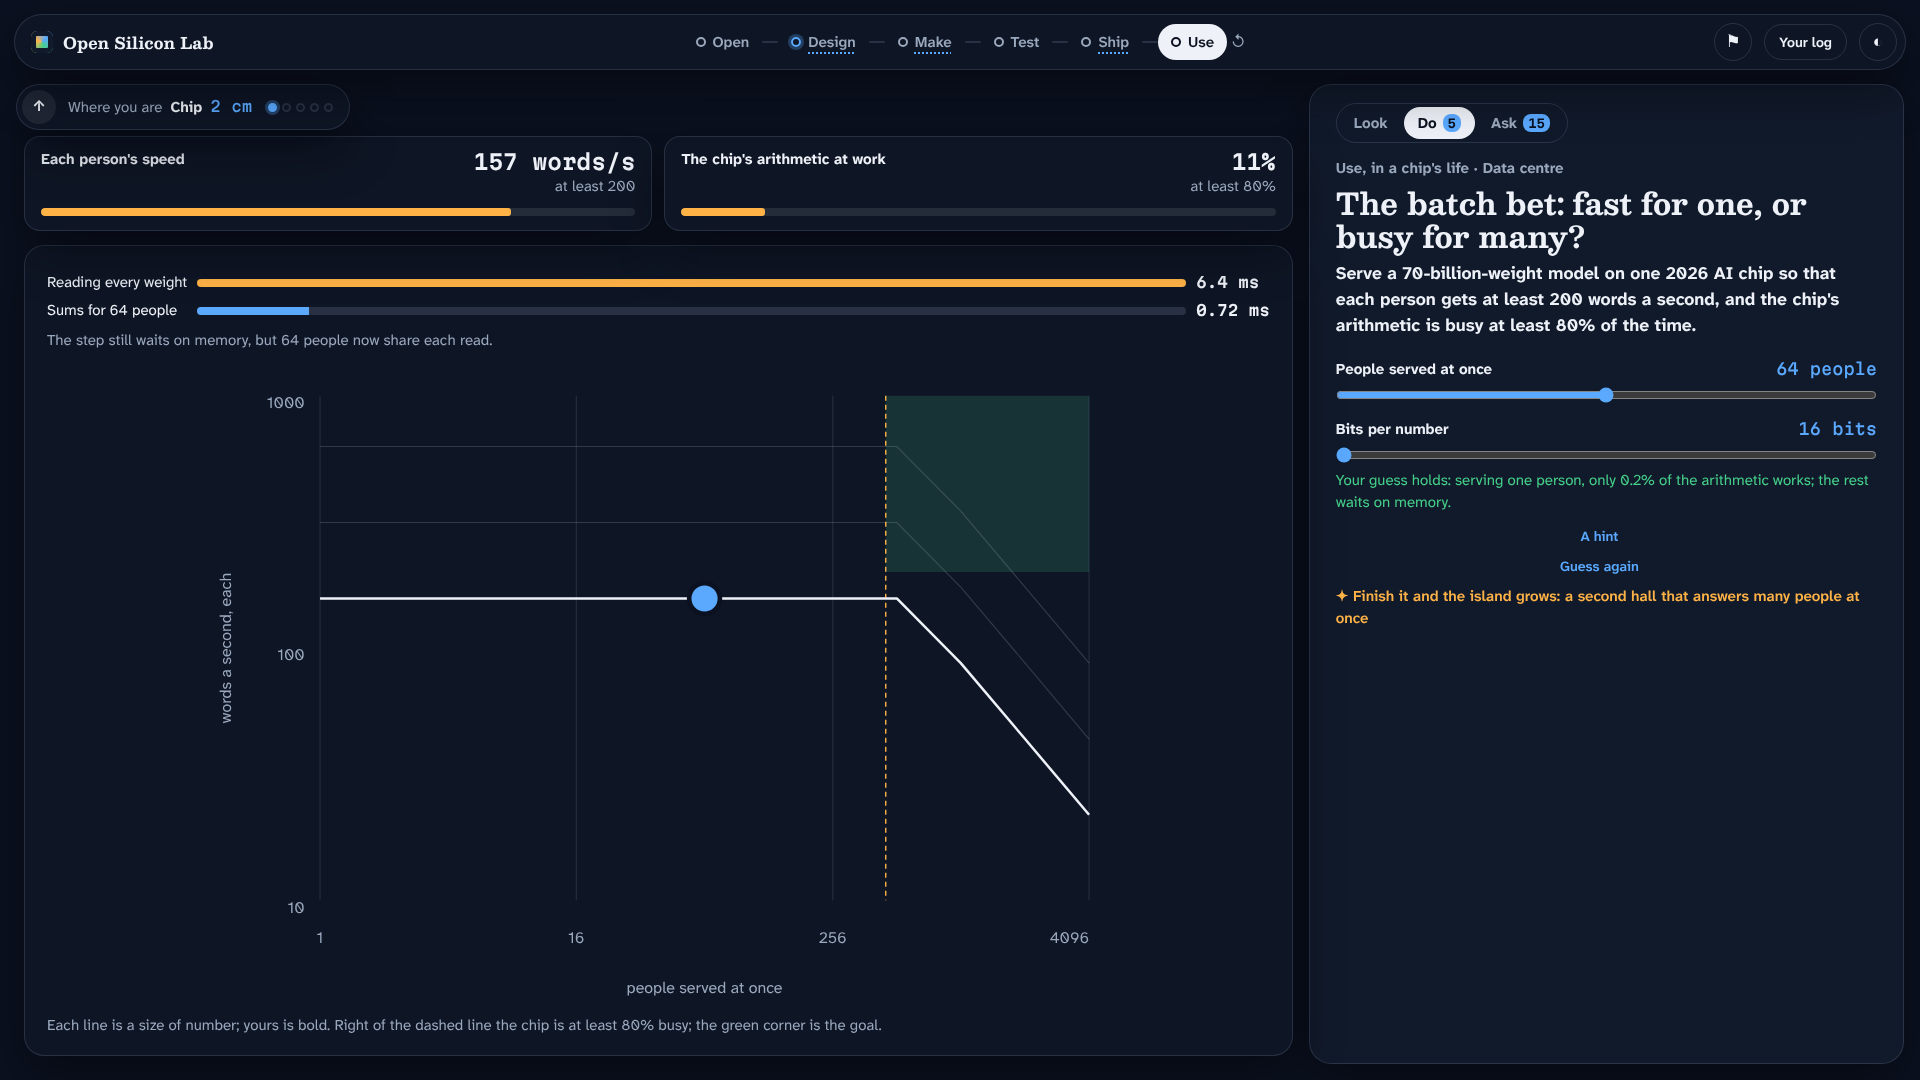 Open Silicon Lab
Open
Design
Make
Test
Ship
Use
Your log
Where you are Chip 2 cm
Each person's speed
157 words/s
at least 200
The chip's arithmetic at work
11%
at least 80%
Reading every weight
6.4 ms
Sums for 64 people
0.72 ms
The step still waits on memory, but 64 people now share each read.
1000
100
10
words a second, each
1
16
256
4096
people served at once
Each line is a size of number; yours is bold. Right of the dashed line the chip is at least 80% busy; the green corner is the goal.
Look
Do 5
Ask 15
Use, in a chip's life · Data centre
The batch bet: fast for one, or
busy for many?
Serve a 70-billion-weight model on one 2026 AI chip so that
each person gets at least 200 words a second, and the chip's
arithmetic is busy at least 80% of the time.
People served at once
64 people
Bits per number
16 bits
Your guess holds: serving one person, only 0.2% of the arithmetic works; the rest
waits on memory.
A hint
Guess again
✦ Finish it and the island grows: a second hall that answers many people at
once